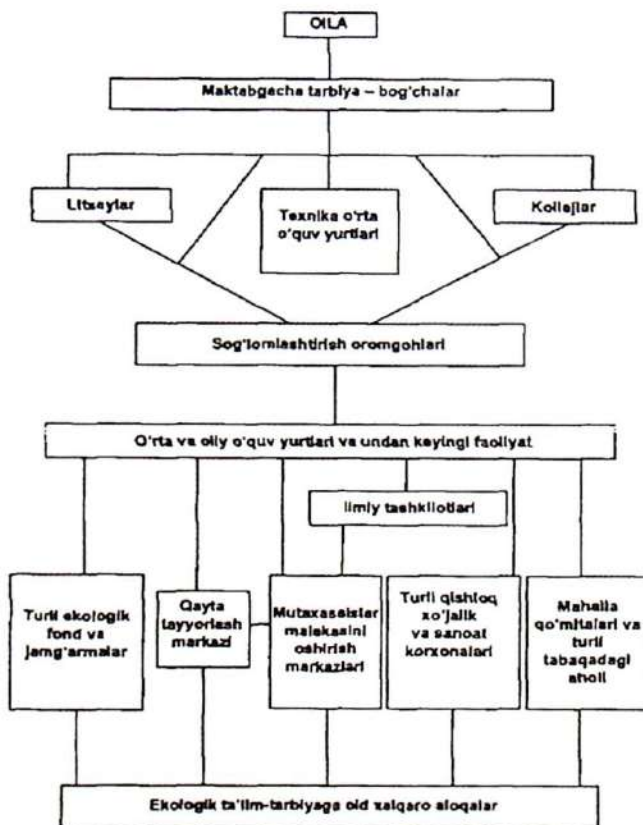 OILA
Maktabgacha tarbiya – bog‘chalar
Litseylar
Texnika o‘rta
o‘quv yurtlari
Kollejlar
Sog‘lomlashtirish oromgohlari
O‘rta va oliy o‘quv yurtlari va undan keyingi faoliyat
Ilmiy tashkilotlari
Turli ekologik
fond va
jamg‘armalar
Qayta
tayyorlash
markazi
Mutaxassislar
malakasini
oshirish
markazlari
Turli qishloq
xo‘jalik
va sanoat
korxonalari
Mahalla
qo‘mitalari va
turli
tabaqadagi
aholi
Ekologik ta’lim-tarbiyaga oid xalqaro aloqalar